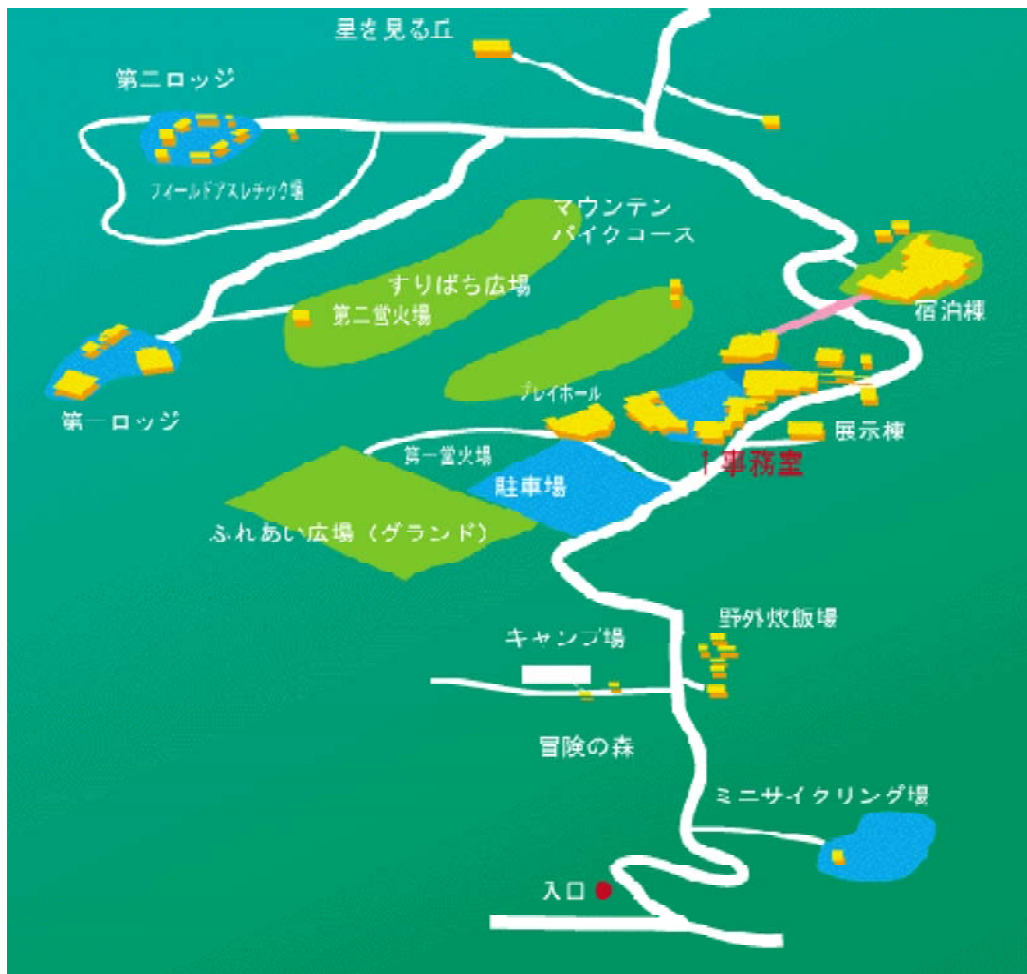 星を見る丘
第二ロッジ
フィールドアスレチック場
マウンテン
バイクコース
すりばち広場
第二営火場
宿泊棟
プレイホール
第一ロッジ
展示棟
第一営火場
↑事務室
駐車場
ふれあい広場（グランド）
野外炊飯場
キャンプ場
冒険の森
ミニサイクリング場
入口